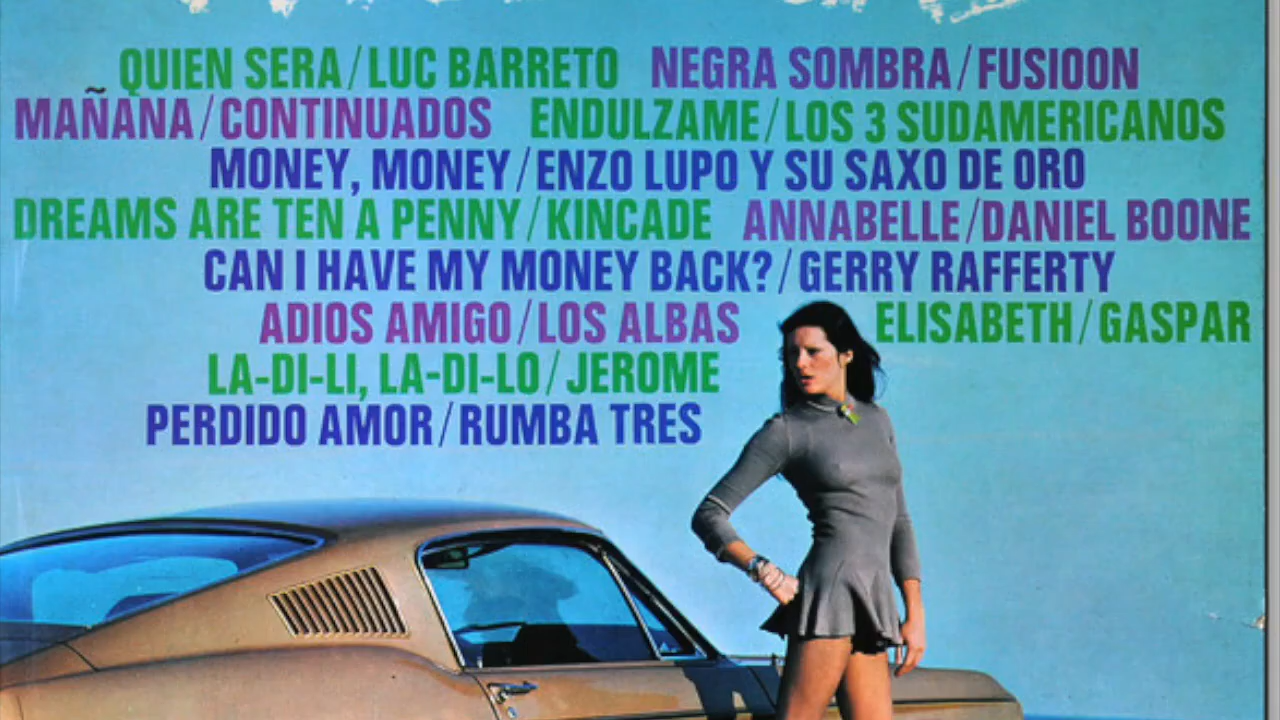 QUIEN SERA/LUC BARRETO NEGRA SOMBRA/FUSIOON
MAÑANA/CONTINUADOS ENDULZAME/LOS 3 SUDAMERICANOS
MONEY, MONEY/ENZO LUPO Y SU SAXO DE ORO
DREAMS ARE TEN A PENNY/KINCADE ANNABELLE/DANIEL BOONE
CAN I HAVE MY MONEY BACK?/GERRY RAFFERTY
ADIOS AMIGO/LOS ALBAS ELISABETH/GASPAR
LA-DI-LI, LA-DI-LO/JEROME
PERDIDO AMOR/RUMBA TRES